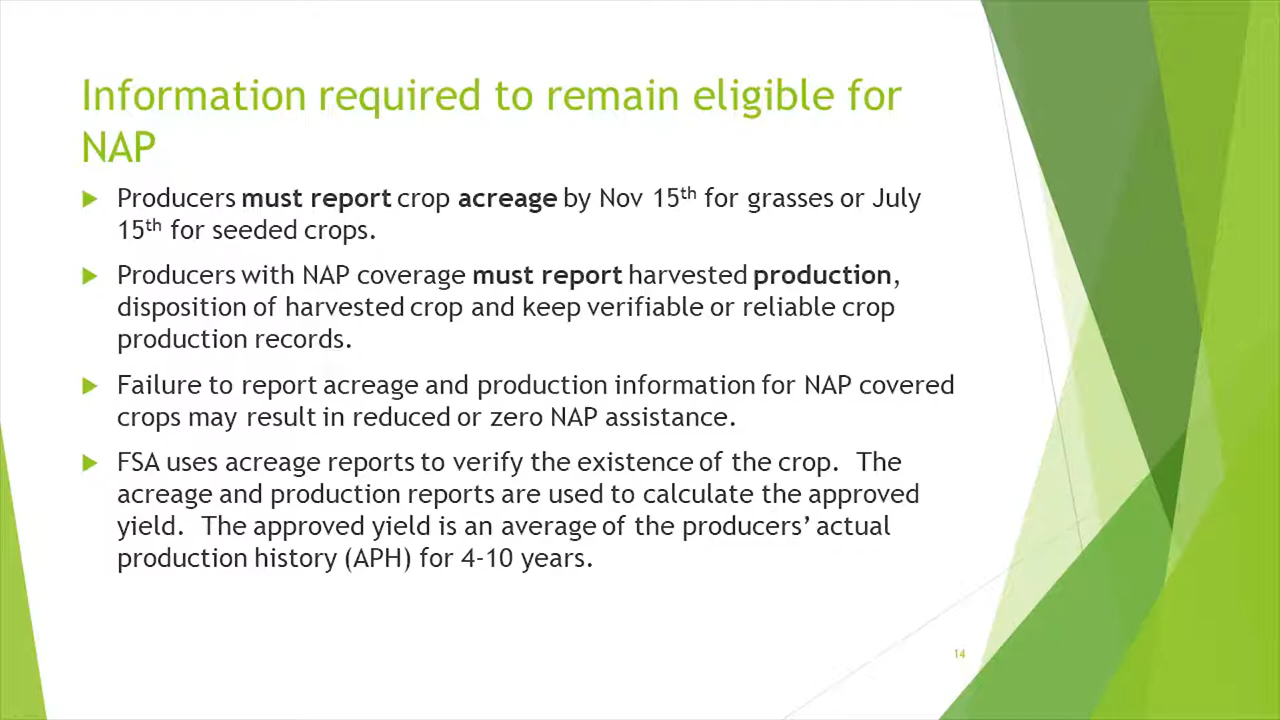 Information required to remain eligible for
NAP
Producers must report crop acreage by Nov 15th for grasses or July
15th for seeded crops.
Producers with NAP coverage must report harvested production,
disposition of harvested crop and keep verifiable or reliable crop
production records.
Failure to report acreage and production information for NAP covered
crops may result in reduced or zero NAP assistance.
FSA uses acreage reports to verify the existence of the crop.  The
acreage and production reports are used to calculate the approved
yield.  The approved yield is an average of the producers’ actual
production history (APH) for 4-10 years.
14